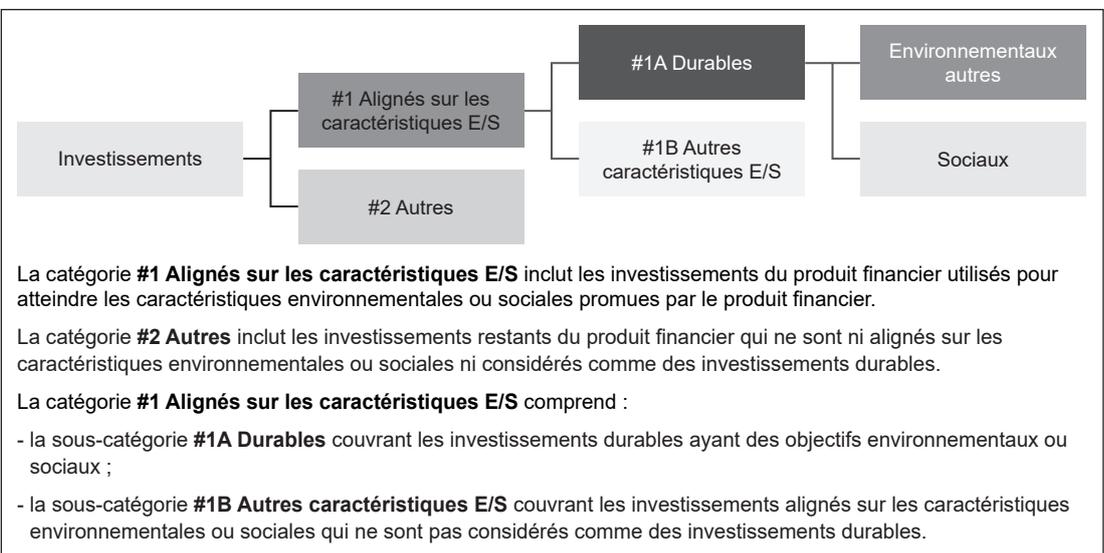 Investissements
#1 Alignés sur les
caractéristiques E/S
#2 Autres
#1A Durables
#1B Autres
caractéristiques E/S
Environnementaux
autres
Sociaux
La catégorie #1 Alignés sur les caractéristiques E/S inclut les investissements du produit financier utilisés pour
atteindre les caractéristiques environnementales ou sociales promues par le produit financier.
La catégorie #2 Autres inclut les investissements restants du produit financier qui ne sont ni alignés sur les
caractéristiques environnementales ou sociales ni considérés comme des investissements durables.
La catégorie #1 Alignés sur les caractéristiques E/S comprend :
- la sous-catégorie #1A Durables couvrant les investissements durables ayant des objectifs environnementaux ou
sociaux ;
- la sous-catégorie #1B Autres caractéristiques E/S couvrant les investissements alignés sur les caractéristiques
environnementales ou sociales qui ne sont pas considérés comme des investissements durables.